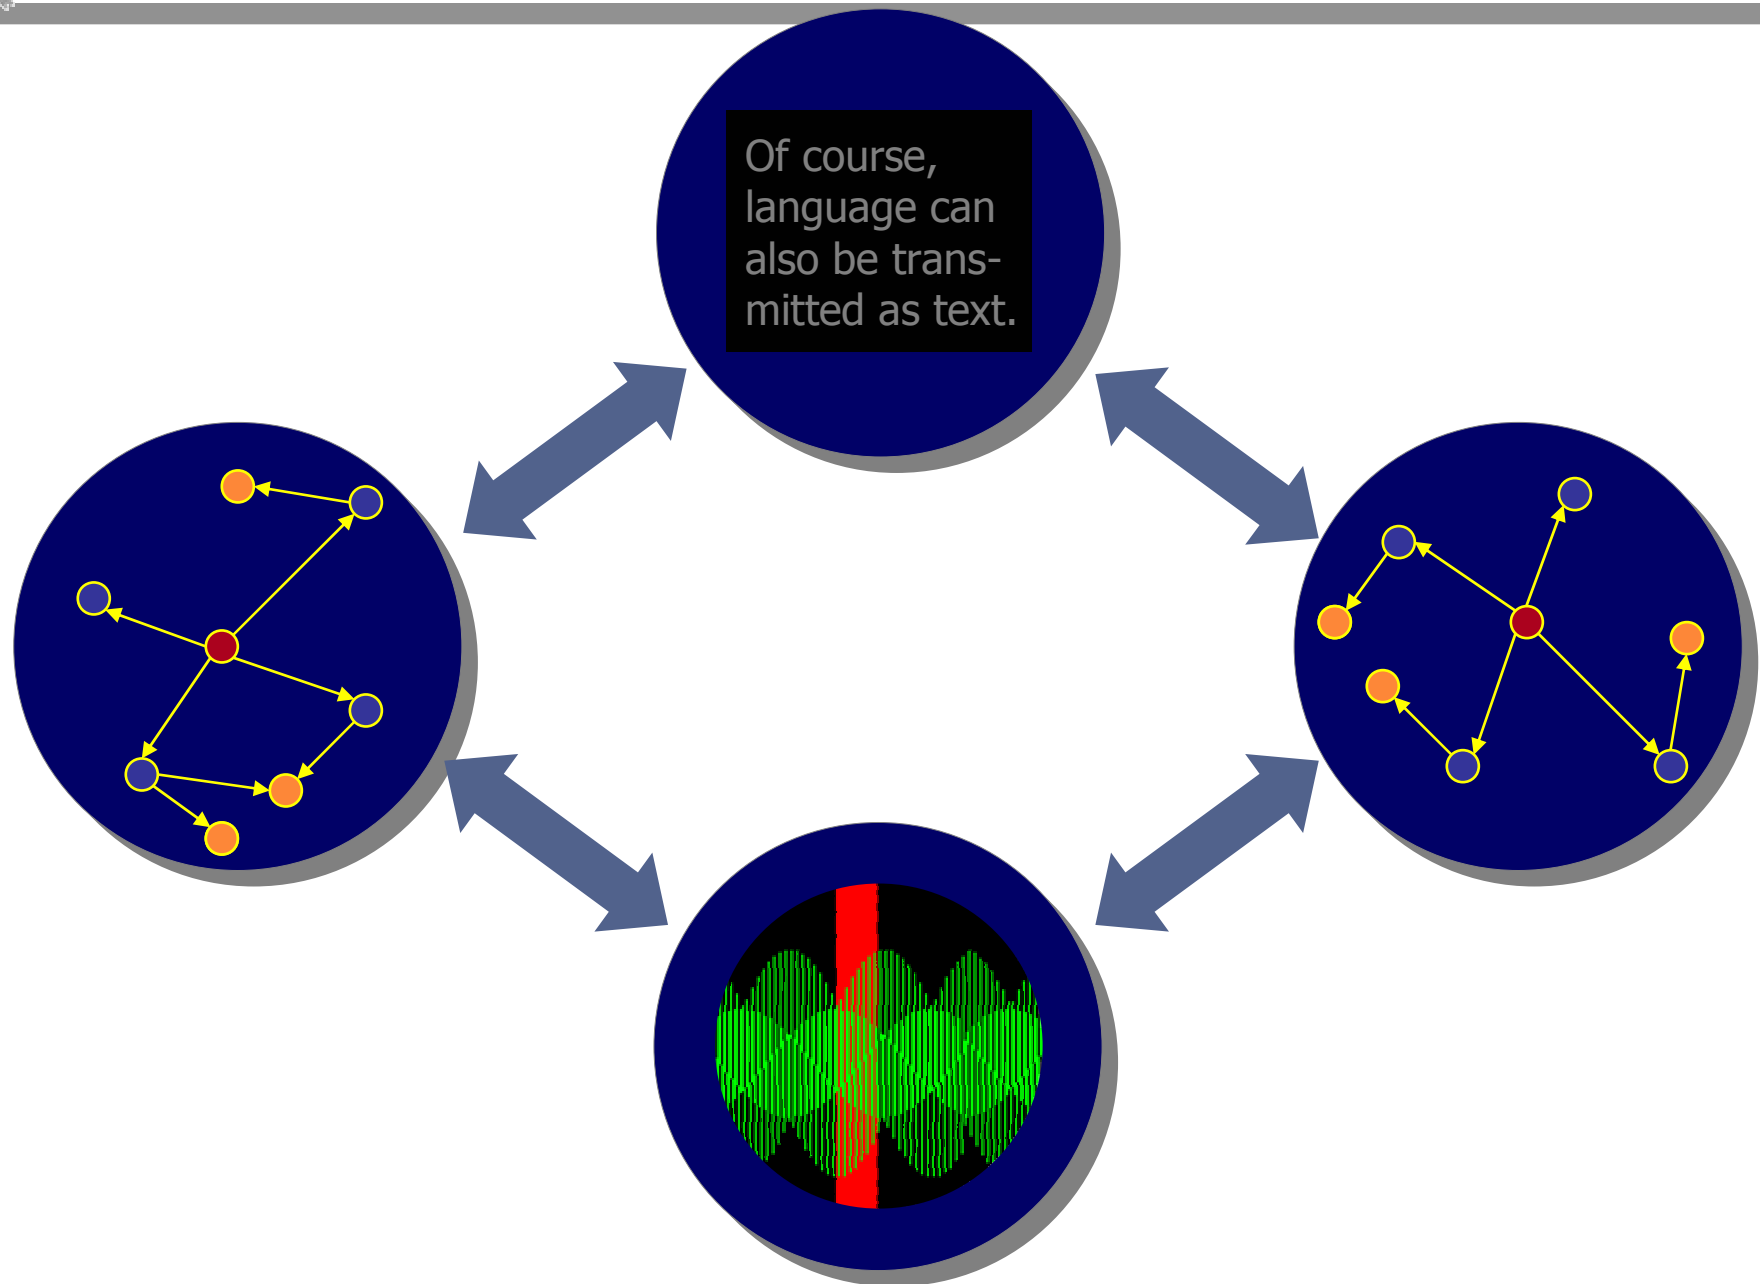 Of course,
language can
also be trans-
mitted as text.